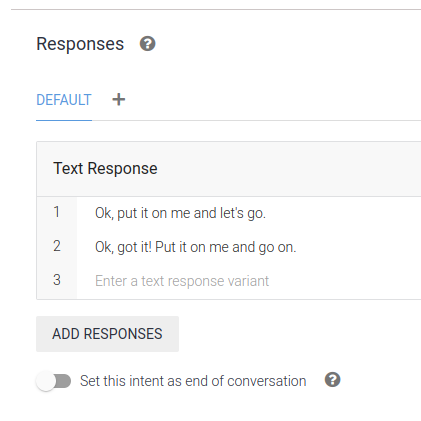 Responses ?
DEFAULT +
Text Response
1 Ok, put it on me and let's go.
2 Ok, got it! Put it on me and go on.
3 Enter a text response variant
ADD RESPONSES
Set this intent as end of conversation ?